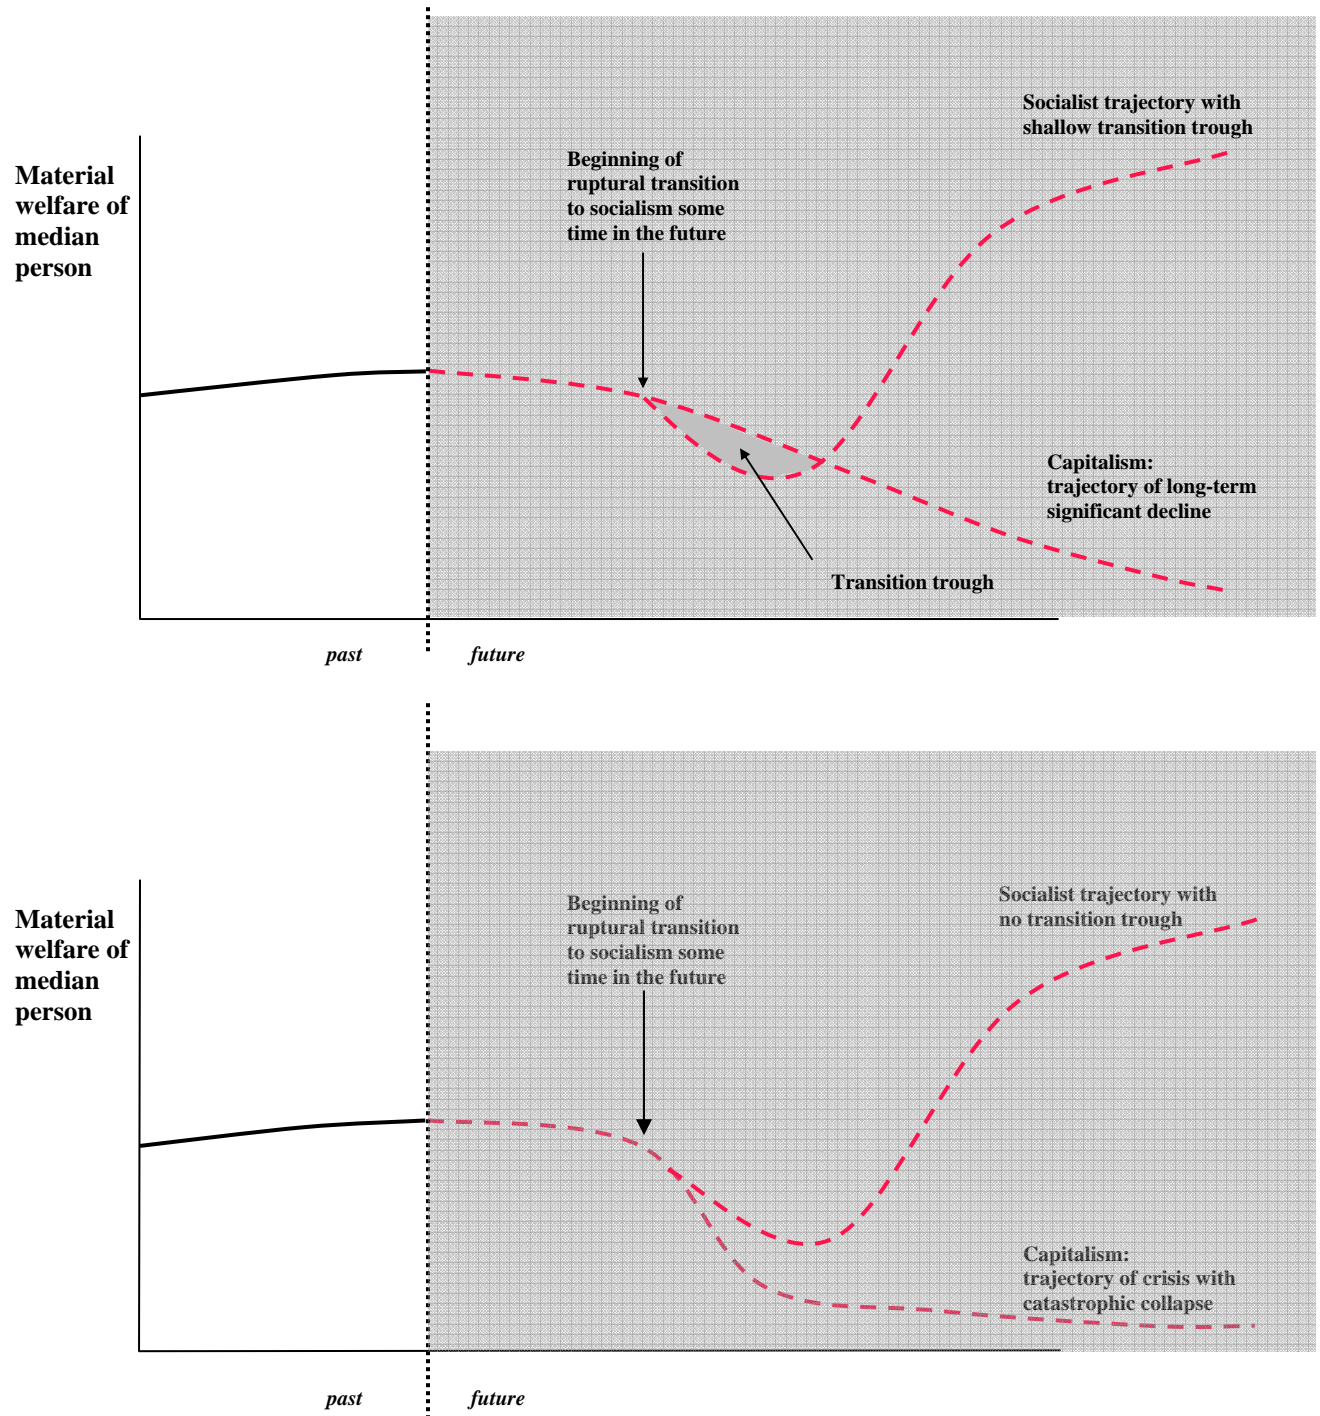 Socialist trajectory with
shallow transition trough
Beginning of
ruptural transition
to socialism some
time in the future
Material
welfare of
median
person
Capitalism:
trajectory of long-term
significant decline
Transition trough
past
future
Socialist trajectory with
no transition trough
Beginning of
ruptural transition
to socialism some
time in the future
Material
welfare of
median
person
Capitalism:
trajectory of crisis with
catastrophic collapse
past
future